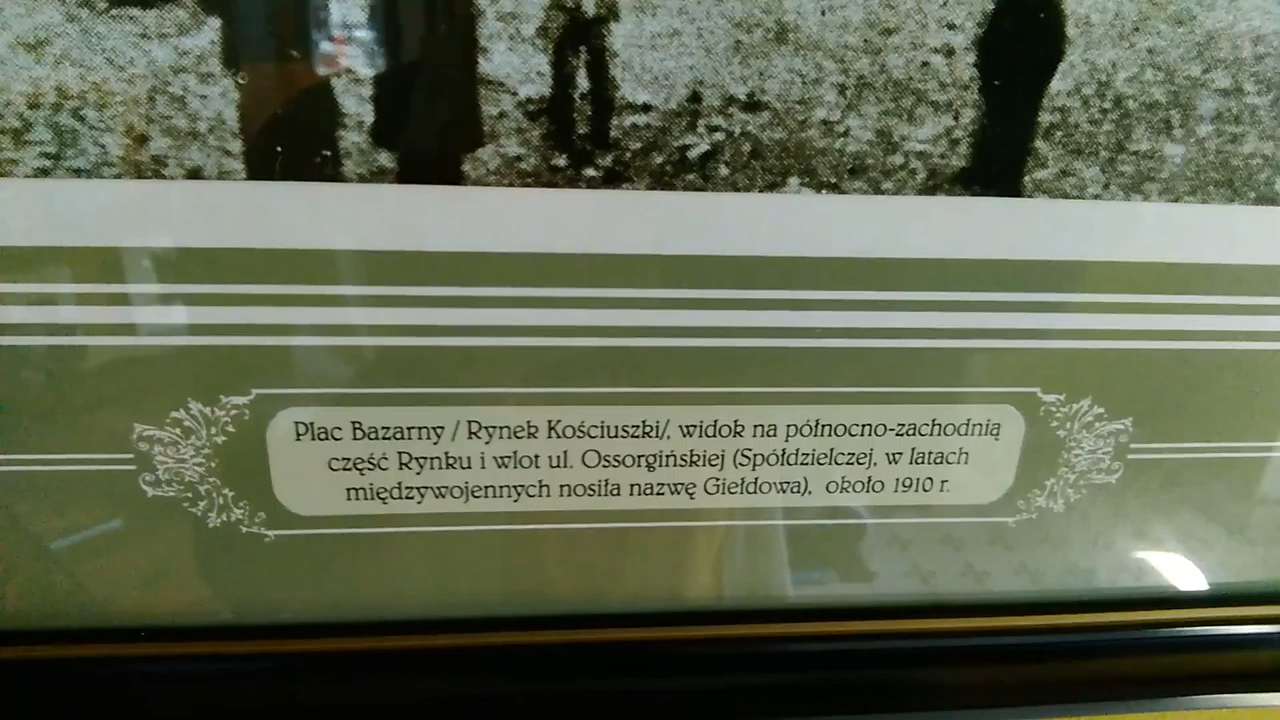 Plac Bazarny / Rynek Kościuszki/, widok na północno-zachodnią
część Rynku i wlot ul. Ossorgińskiej (Spółdzielczej, w latach
międzywojennych nosiła nazwę Giełdowa), około 1910 r.